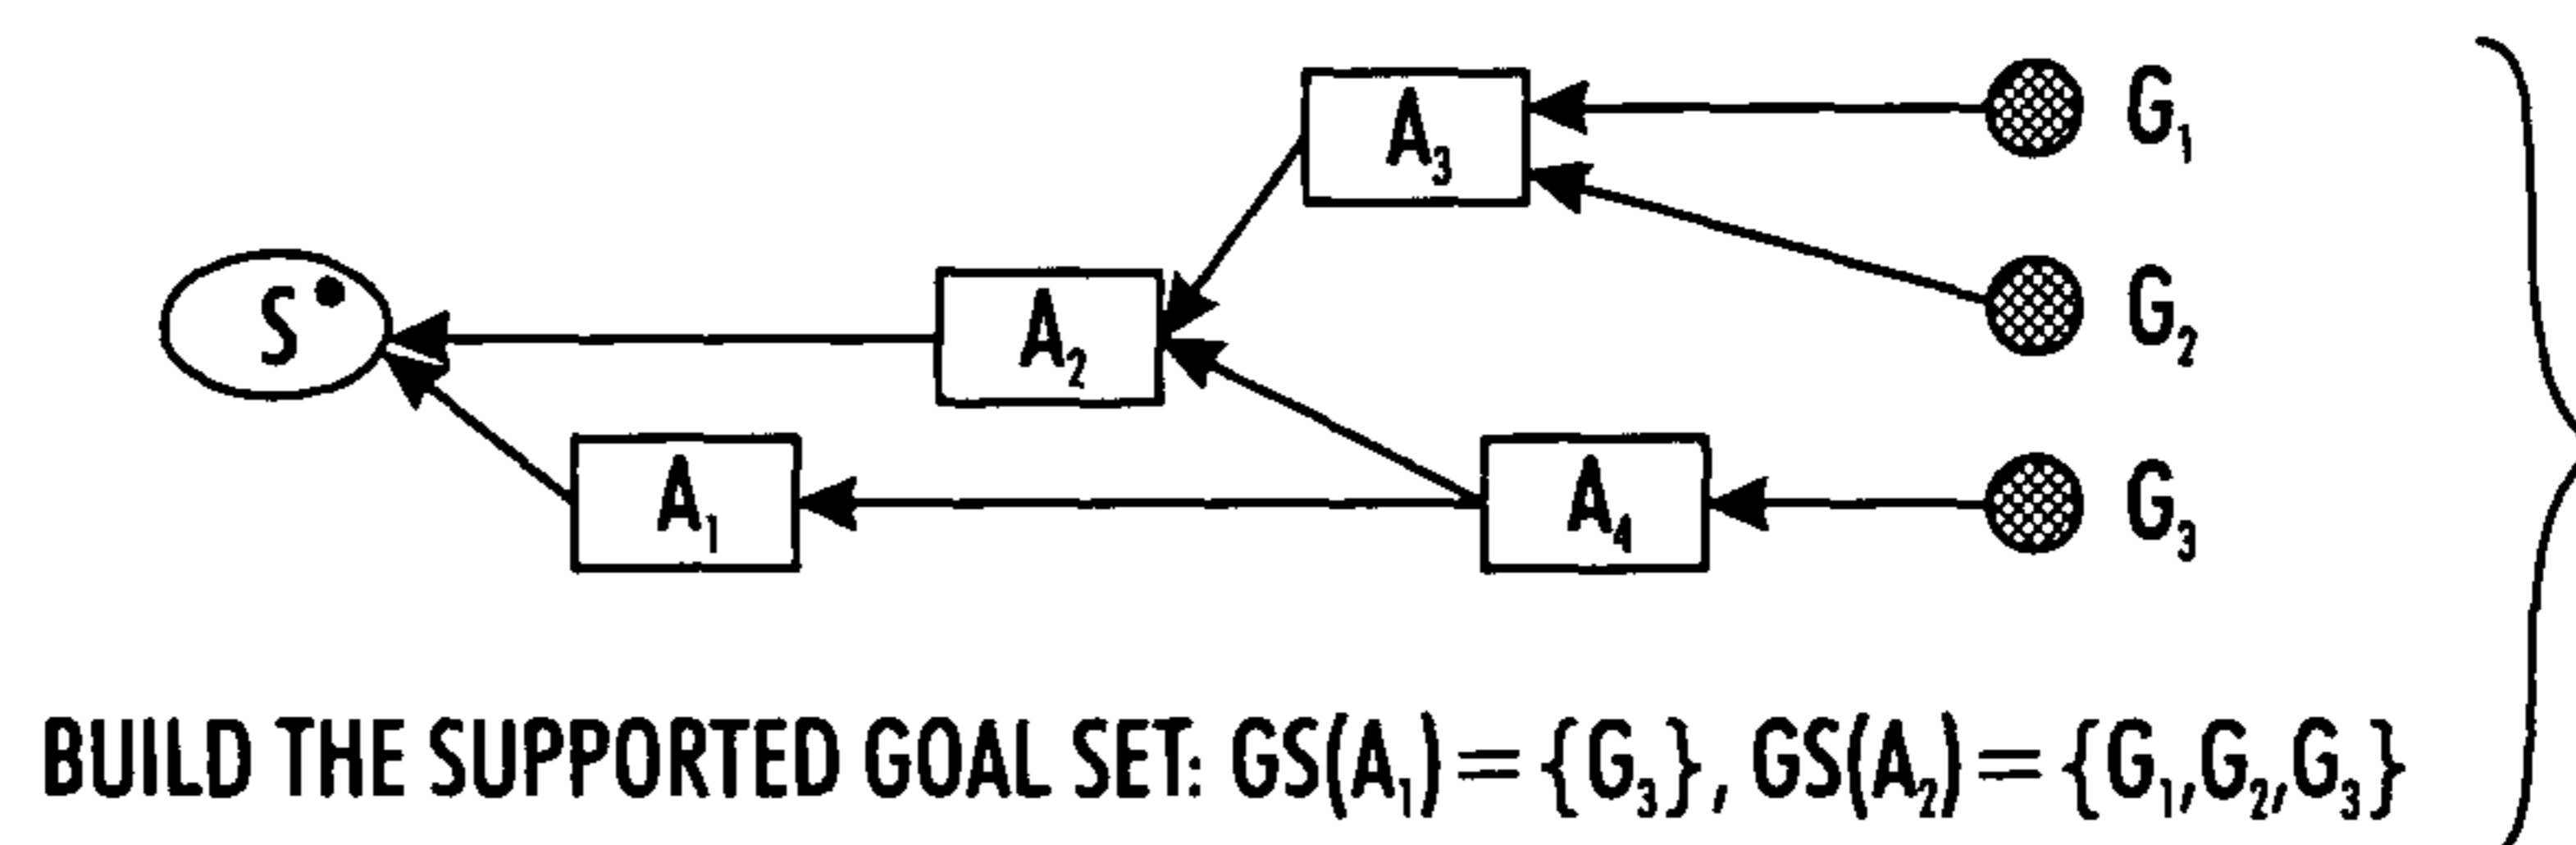 A₃
G₁
S•
A₂
G₂
A₁
A₄
G₃
BUILD THE SUPPORTED GOAL SET: GS(A₁) = {G₃}, GS(A₂) = {G₁,G₂,G₃}